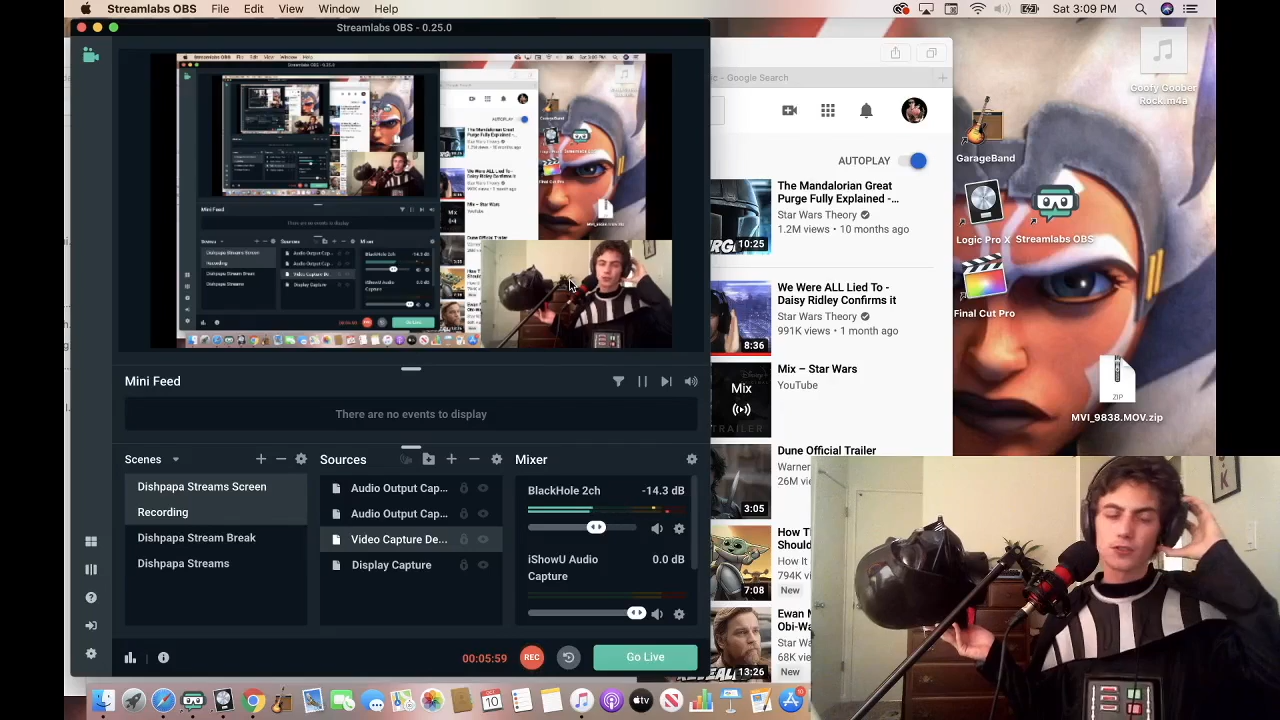 Streamlabs OBS File Edit View Window Help
Sat 3:09 PM
Streamlabs OBS - 0.25.0
Mini Feed
There are no events to display
Scenes
Dishpapa Streams Screen
Recording
Dishpapa Stream Break
Dishpapa Streams
Sources
Audio Output Cap...
Audio Output Cap...
Video Capture De...
Display Capture
Mixer
BlackHole 2ch -14.3 dB
iShowU Audio 0.0 dB
Capture
00:05:59 REC Go Live
c - Google Search
AUTOPLAY
The Mandalorian Great
Purge Fully Explained -...
Star Wars Theory
1.2M views • 10 months ago
10:25
We Were ALL Lied To -
Daisy Ridley Confirms it
Star Wars Theory
991K views • 1 month ago
8:36
Mix – Star Wars
YouTube
Mix
TRAILER
Dune Official Trailer
Warner
26M vi
3:05
How T
Should
How It
794K v
New
7:08
Ewan M
Obi-Wa
Star Wa
68K vie
New
13:26
Goofy Goober
Rock.m4a
GarageBand
Logic Pro X
Streamlabs OBS
Final Cut Pro
ZIP
MVI_9838.MOV.zip